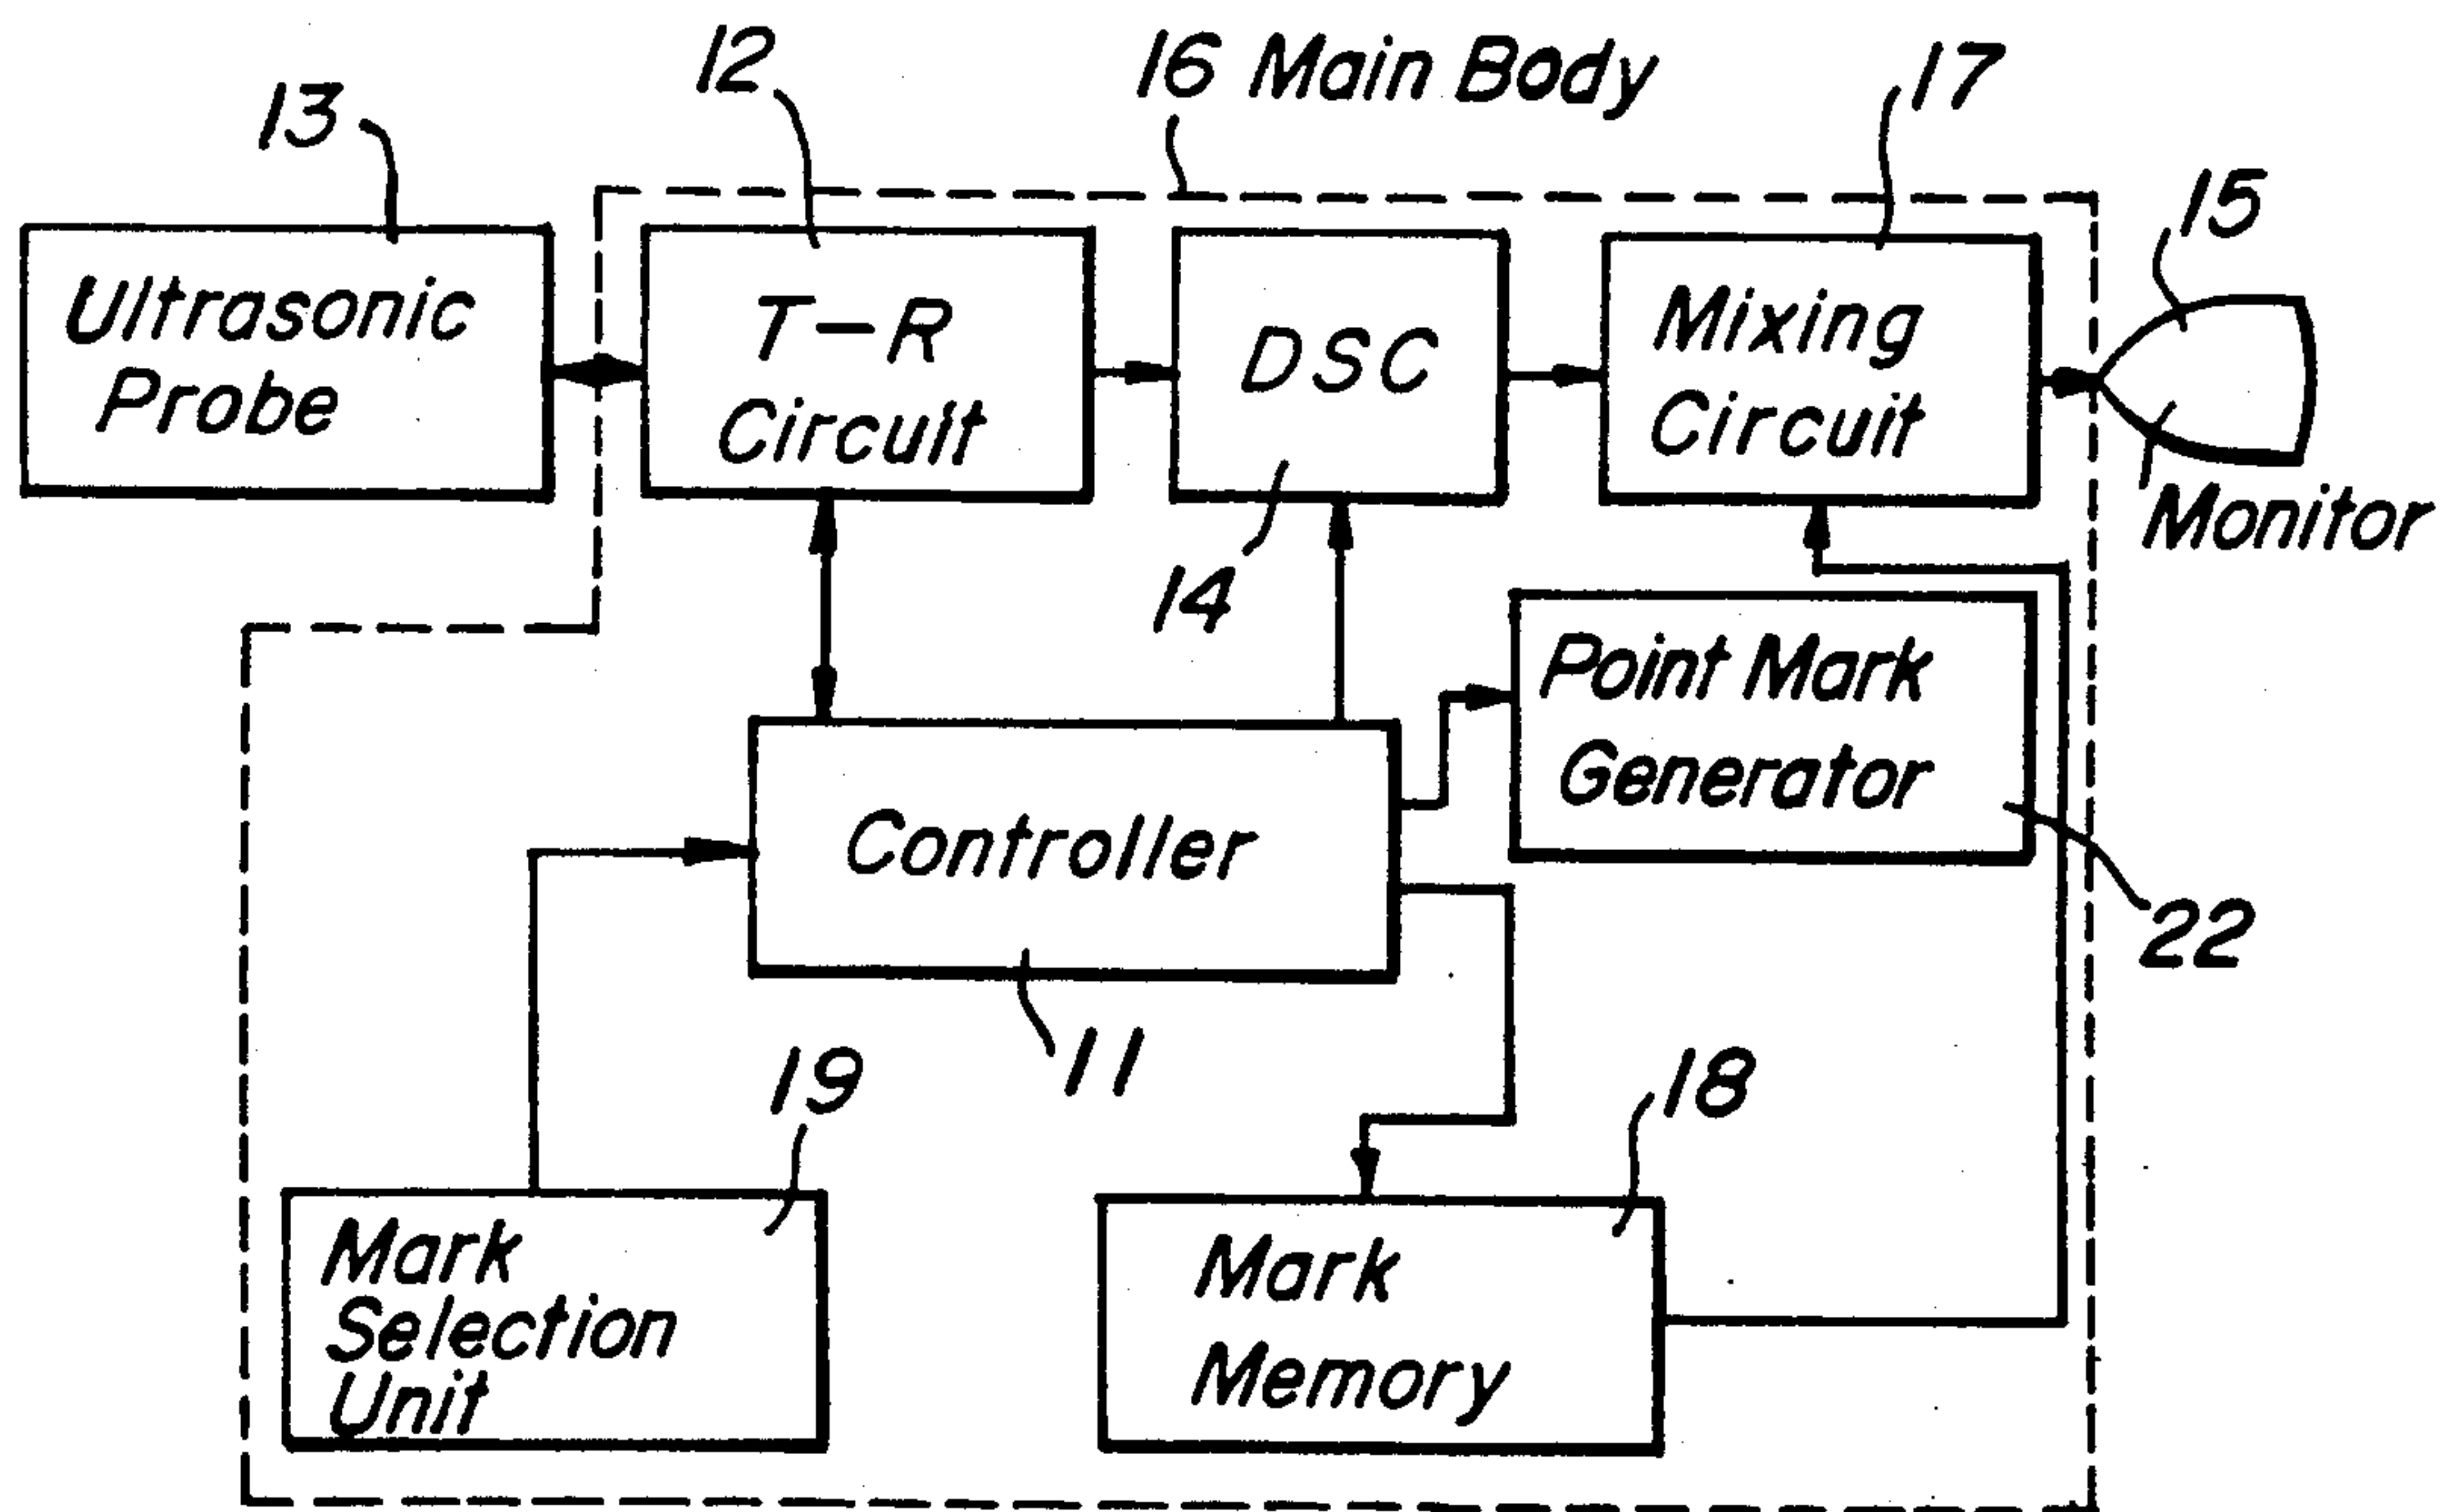 13
12
16 Main Body
17
15
Ultrasonic
Probe
T-R
Circuit
DSC
Mixing
Circuit
Monitor
14
Point Mark
Generator
Controller
22
11
19
18
Mark
Selection
Unit
Mark
Memory